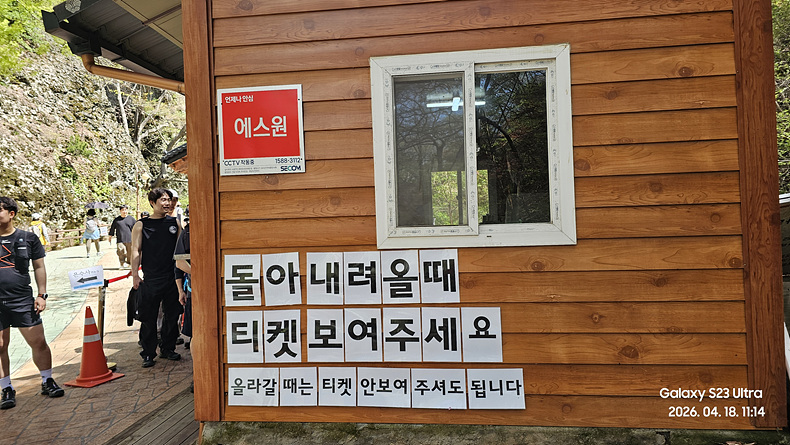 언제나 안심
에스원
CCTV 작동중 1588-3112
SECOM
돌아 내려 올때
티켓 보여 주세요
올라갈 때는 티켓 안보여 주셔도 됩니다
Galaxy S23 Ultra
2026. 04. 18. 11:14